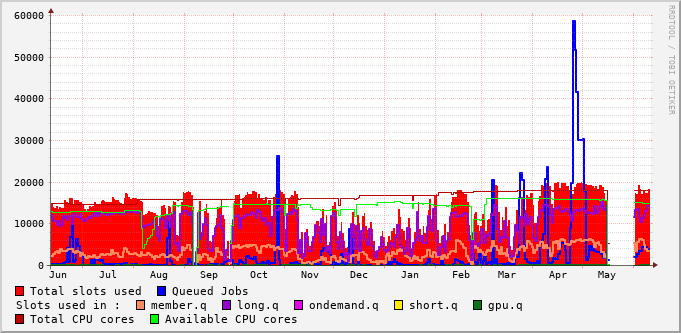 60000
50000
40000
30000
20000
10000
0
Jun Jul Aug Sep Oct Nov Dec Jan Feb Mar Apr May
RRDTOOL / TOBI OETIKER
Total slots used Queued Jobs
Slots used in : member.q long.q ondemand.q short.q gpu.q
Total CPU cores Available CPU cores